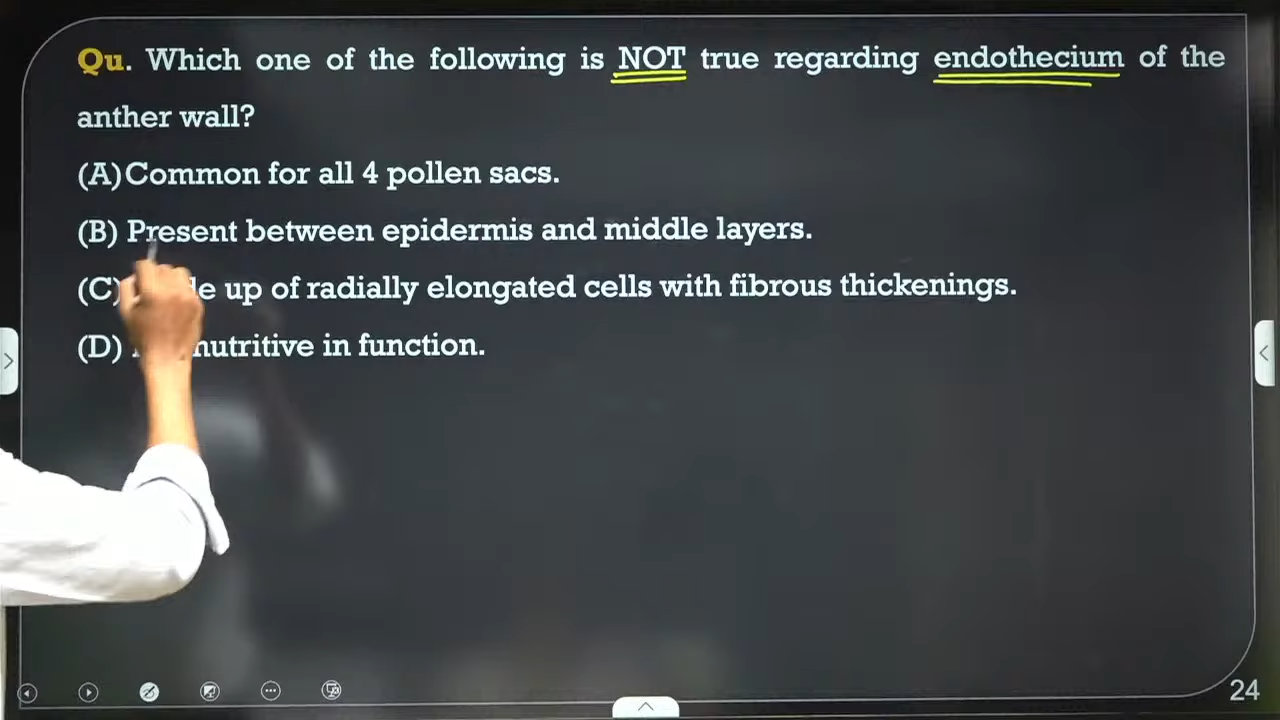 Qu. Which one of the following is NOT true regarding endothecium of the
anther wall?
(A) Common for all 4 pollen sacs.
(B) Present between epidermis and middle layers.
(C) up of radially elongated cells with fibrous thickenings.
(D) nutritive in function.
24